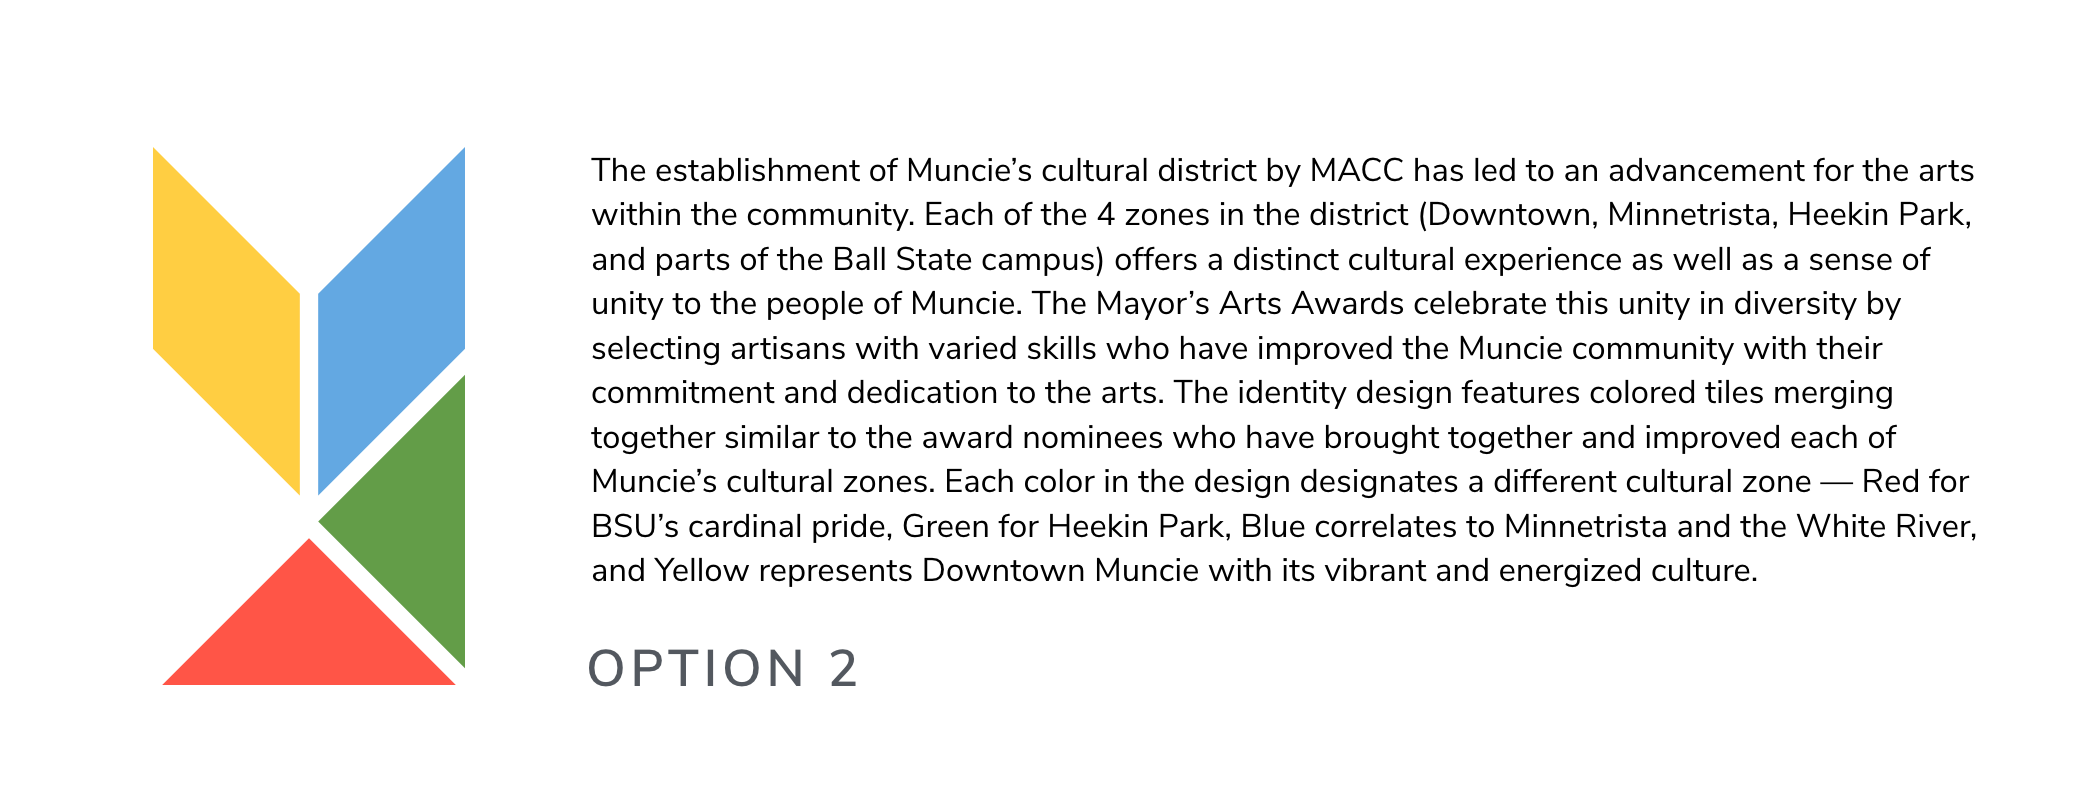 The establishment of Muncie’s cultural district by MACC has led to an advancement for the arts
within the community. Each of the 4 zones in the district (Downtown, Minnetrista, Heekin Park,
and parts of the Ball State campus) offers a distinct cultural experience as well as a sense of
unity to the people of Muncie. The Mayor’s Arts Awards celebrate this unity in diversity by
selecting artisans with varied skills who have improved the Muncie community with their
commitment and dedication to the arts. The identity design features colored tiles merging
together similar to the award nominees who have brought together and improved each of
Muncie’s cultural zones. Each color in the design designates a different cultural zone — Red for
BSU’s cardinal pride, Green for Heekin Park, Blue correlates to Minnetrista and the White River,
and Yellow represents Downtown Muncie with its vibrant and energized culture.
OPTION 2